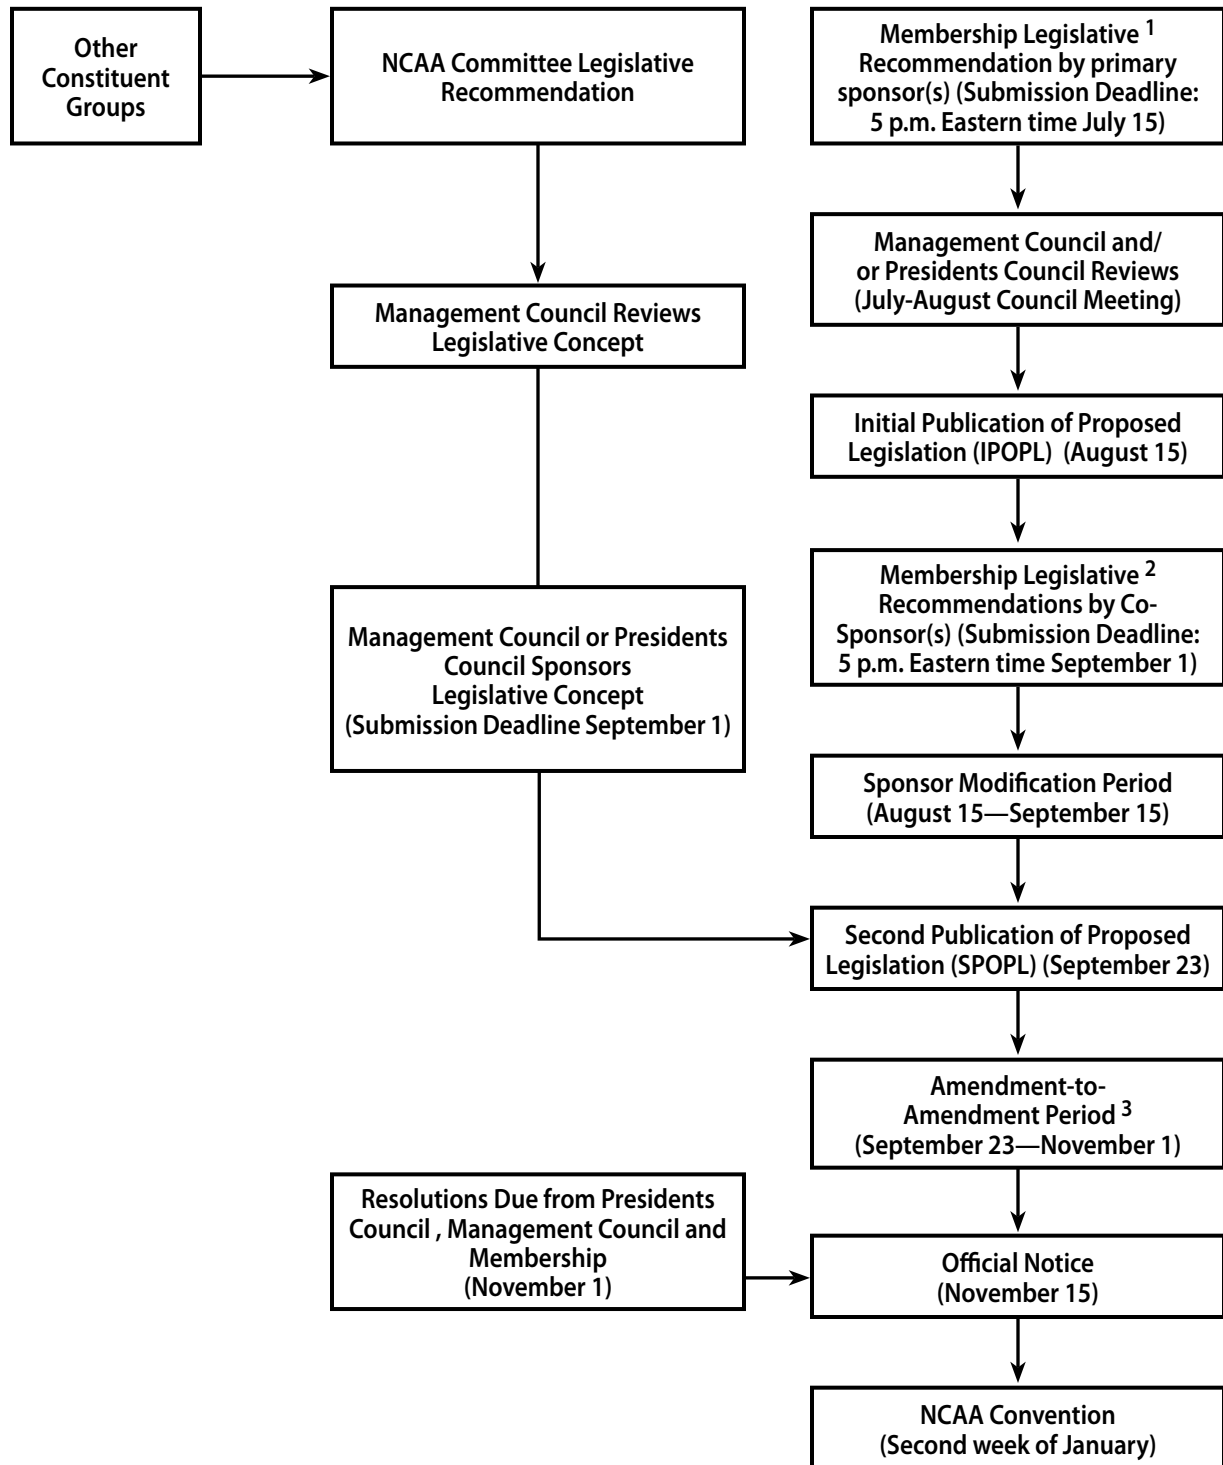 Other
Constituent
Groups
NCAA Committee Legislative
Recommendation
Membership Legislative 1
Recommendation by primary
sponsor(s) (Submission Deadline:
5 p.m. Eastern time July 15)
Management Council and/
or Presidents Council Reviews
(July-August Council Meeting)
Management Council Reviews
Legislative Concept
Initial Publication of Proposed
Legislation (IPOPL) (August 15)
Membership Legislative 2
Recommendations by Co-
Sponsor(s) (Submission Deadline:
5 p.m. Eastern time September 1)
Management Council or Presidents
Council Sponsors
Legislative Concept
(Submission Deadline September 1)
Sponsor Modification Period
(August 15—September 15)
Second Publication of Proposed
Legislation (SPOPL) (September 23)
Amendment-to-
Amendment Period 3
(September 23—November 1)
Resolutions Due from Presidents
Council , Management Council and
Membership
(November 1)
Official Notice
(November 15)
NCAA Convention
(Second week of January)